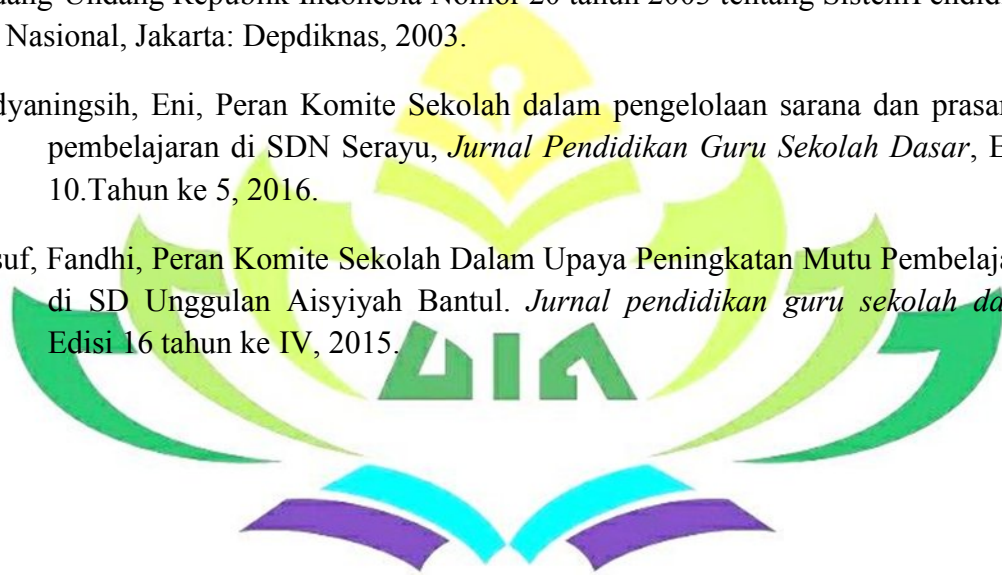 dang-Undang Republik Indonesia Nomor 20 tahun 2003 tentang SistemPendidi
Nasional, Jakarta: Depdiknas, 2003.
dyaningsih, Eni, Peran Komite Sekolah dalam pengelolaan sarana dan prasar
pembelajaran di SDN Serayu, Jurnal Pendidikan Guru Sekolah Dasar, E
10.Tahun ke 5, 2016.
suf, Fandhi, Peran Komite Sekolah Dalam Upaya Peningkatan Mutu Pembelaja
di SD Unggulan Aisyiyah Bantul. Jurnal pendidikan guru sekolah da
Edisi 16 tahun ke IV, 2015.
UIN